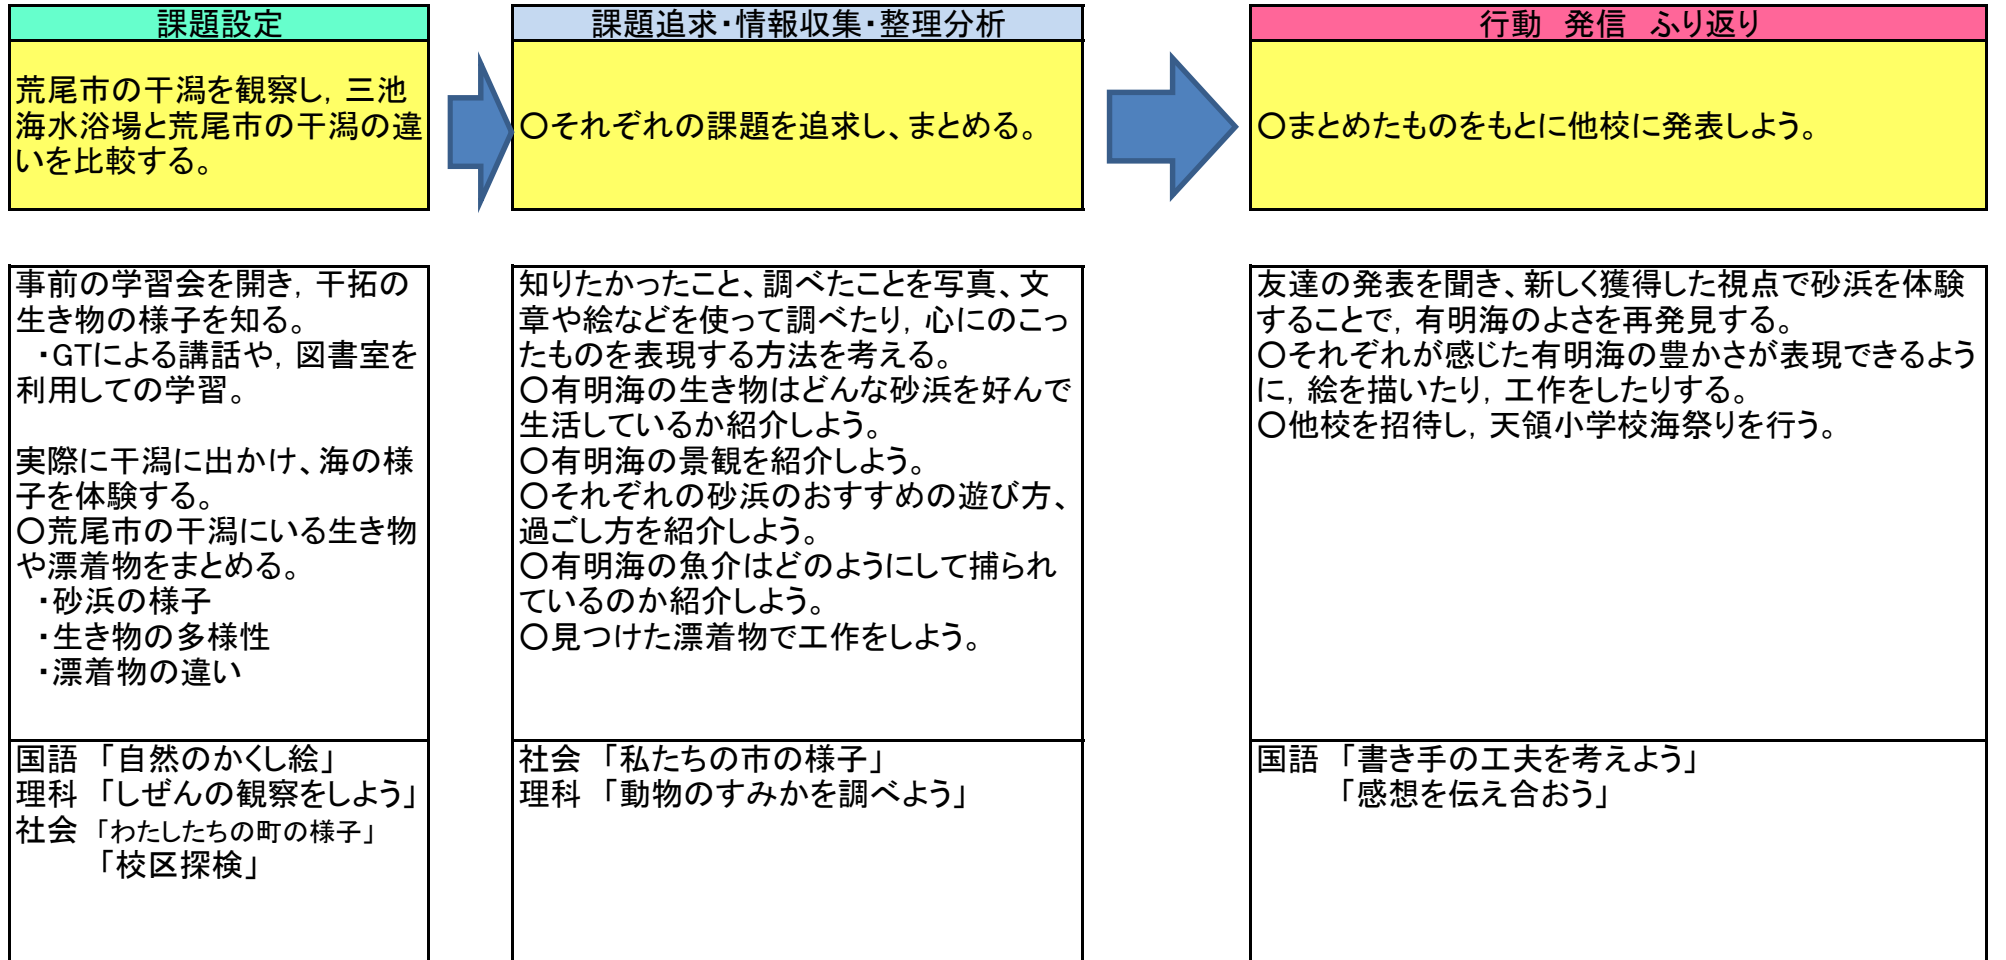 課題設定
荒尾市の干潟を観察し，三池
海水浴場と荒尾市の干潟の違
いを比較する。
課題追求・情報収集・整理分析
〇それぞれの課題を追求し、まとめる。
行動　発信　ふり返り
〇まとめたものをもとに他校に発表しよう。
事前の学習会を開き，干拓の
生き物の様子を知る。
・GTによる講話や，図書室を
利用しての学習。
実際に干潟に出かけ、海の様
子を体験する。
〇荒尾市の干潟にいる生き物
や漂着物をまとめる。
・砂浜の様子
・生き物の多様性
・漂着物の違い
知りたかったこと、調べたことを写真、文
章や絵などを使って調べたり，心にのこっ
たものを表現する方法を考える。
〇有明海の生き物はどんな砂浜を好んで
生活しているか紹介しよう。
〇有明海の景観を紹介しよう。
〇それぞれの砂浜のおすすめの遊び方、
過ごし方を紹介しよう。
〇有明海の魚介はどのようにして捕られ
ているのか紹介しよう。
〇見つけた漂着物で工作をしよう。
友達の発表を聞き、新しく獲得した視点で砂浜を体験
することで，有明海のよさを再発見する。
〇それぞれが感じた有明海の豊かさが表現できるよう
に，絵を描いたり，工作をしたりする。
〇他校を招待し，天領小学校海祭りを行う。
国語　「自然のかくし絵」
理科　「しぜんの観察をしよう」
社会　「わたしたちの町の様子」
「校区探検」
社会　「私たちの市の様子」
理科　「動物のすみかを調べよう」
国語　「書き手の工夫を考えよう」
「感想を伝え合おう」